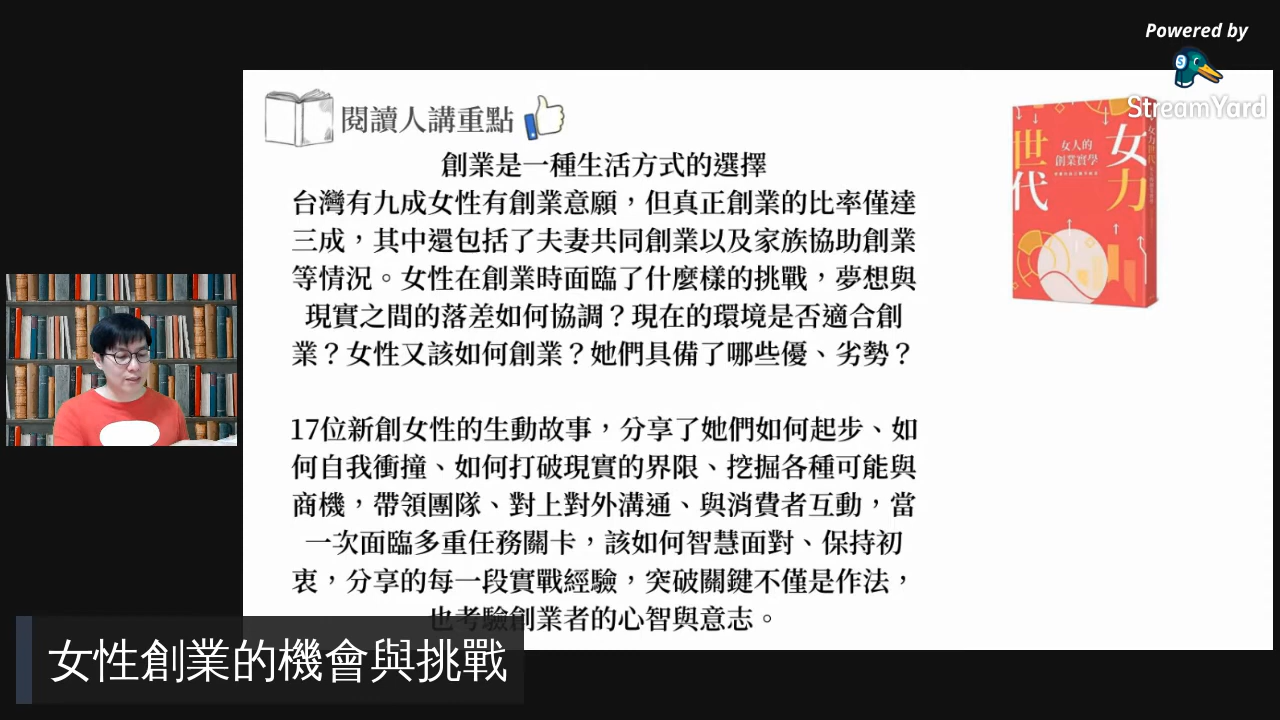 Powered by
StreamYard
閱讀人講重點
創業是一種生活方式的選擇
台灣有九成女性有創業意願，但真正創業的比率僅達
三成，其中還包括了夫妻共同創業以及家族協助創業
等情況。女性在創業時面臨了什麼樣的挑戰，夢想與
現實之間的落差如何協調？現在的環境是否適合創
業？女性又該如何創業？她們具備了哪些優、劣勢？
17位新創女性的生動故事，分享了她們如何起步、如
何自我衝撞、如何打破現實的界限、挖掘各種可能與
商機，帶領團隊、對上對外溝通、與消費者互動，當
一次面臨多重任務關卡，該如何智慧面對、保持初
衷，分享的每一段實戰經驗，突破關鍵不僅是作法，
也考驗創業者的心智與意志。
女力
世代
女人的
創業實學
女性創業的機會與挑戰